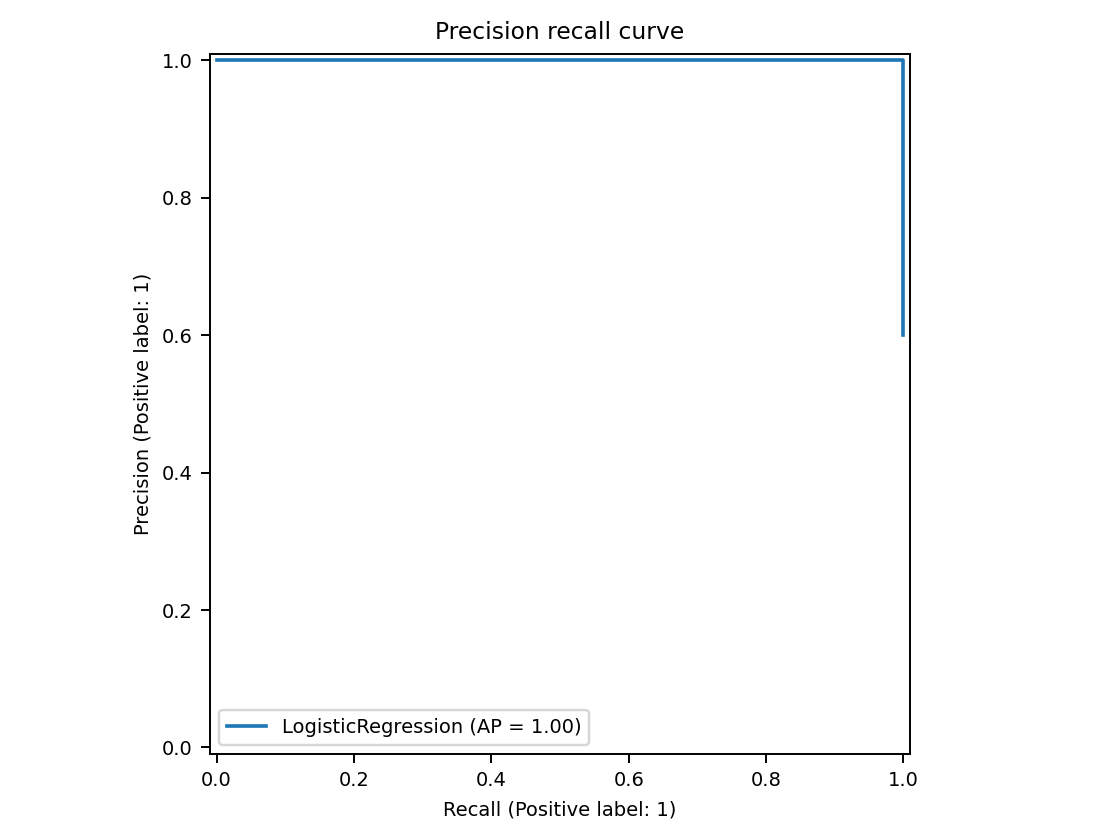 Precision recall curve
1.0
0.8
0.6
0.4
0.2
0.0
Precision (Positive label: 1)
LogisticRegression (AP = 1.00)
0.0 0.2 0.4 0.6 0.8 1.0
Recall (Positive label: 1)